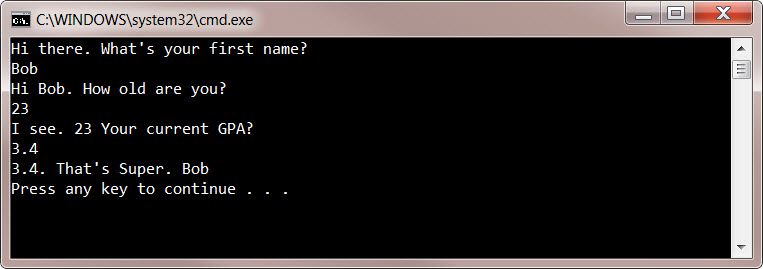 C:\WINDOWS\system32\cmd.exe
Hi there. What's your first name?
Bob
Hi Bob. How old are you?
23
I see. 23 Your current GPA?
3.4
3.4. That's Super. Bob
Press any key to continue . . .